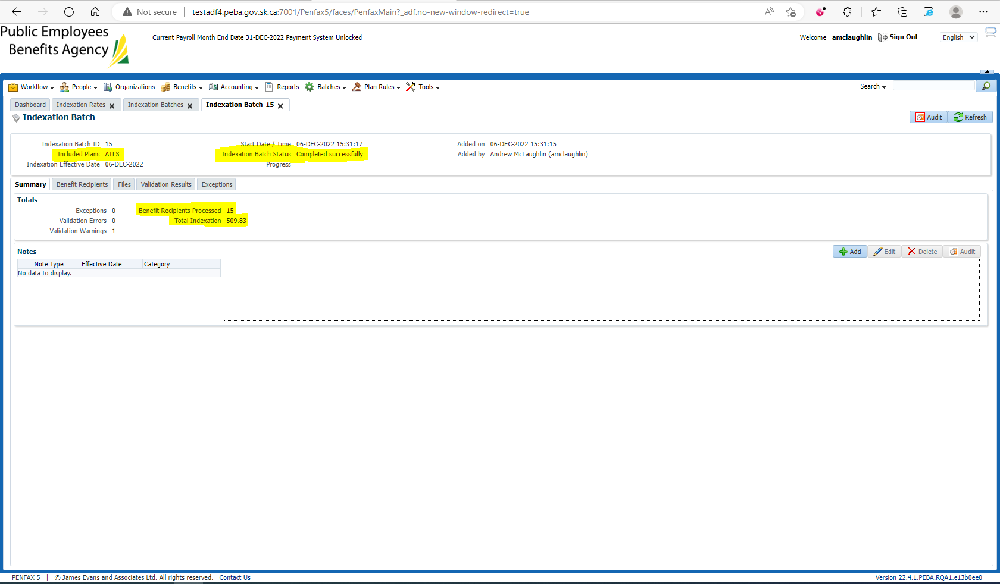 Not secure | testadf4.peba.gov.sk.ca:7001/Penfax5/faces/PenfaxMain?_adf.no-new-window-redirect=true
Public Employees
Benefits Agency
Current Payroll Month End Date 31-DEC-2022 Payment System Unlocked
Welcome amclaughlin Sign Out English
Workflow People Organizations Benefits Accounting Reports Batches Plan Rules Tools Search
Dashboard Indexation Rates Indexation Batches Indexation Batch-15
Indexation Batch Audit Refresh
Indexation Batch ID 15 Start Date / Time 06-DEC-2022 15:31:17 Added on 06-DEC-2022 15:31:15
Included Plans ATLS Indexation Batch Status Completed successfully Added by Andrew McLaughlin (amclaughlin)
Indexation Effective Date 06-DEC-2022 Progress
Summary Benefit Recipients Files Validation Results Exceptions
Totals
Exceptions 0 Benefit Recipients Processed 15
Validation Errors 0 Total Indexation 509.83
Validation Warnings 1
Notes Add Edit Delete Audit
Note Type Effective Date Category
No data to display.
PENFAX 5 | © James Evans and Associates Ltd. All rights reserved. Contact Us Version 22.4.1.PEBA.RQA1.e13b0ee0